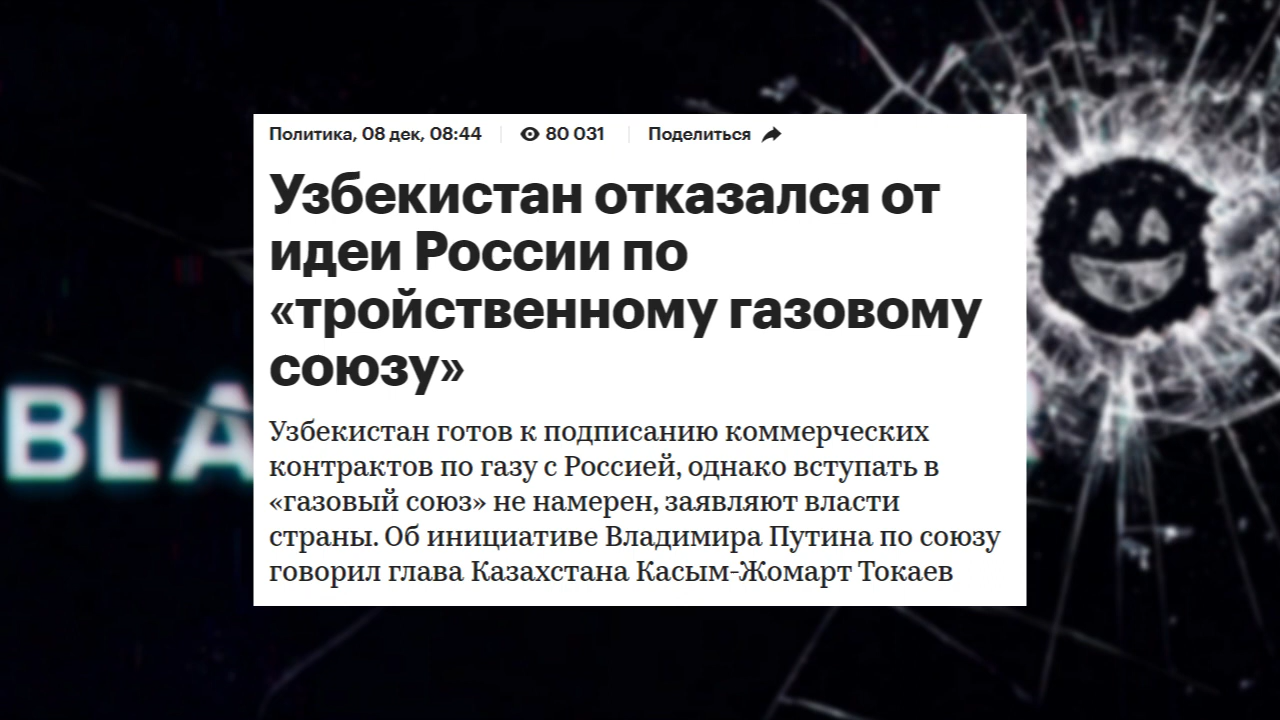 Политика, 08 дек, 08:44 80 031 Поделиться
Узбекистан отказался от
идеи России по
«тройственному газовому
союзу»
Узбекистан готов к подписанию коммерческих
контрактов по газу с Россией, однако вступать в
«газовый союз» не намерен, заявляют власти
страны. Об инициативе Владимира Путина по союзу
говорил глава Казахстана Касым-Жомарт Токаев
BLA